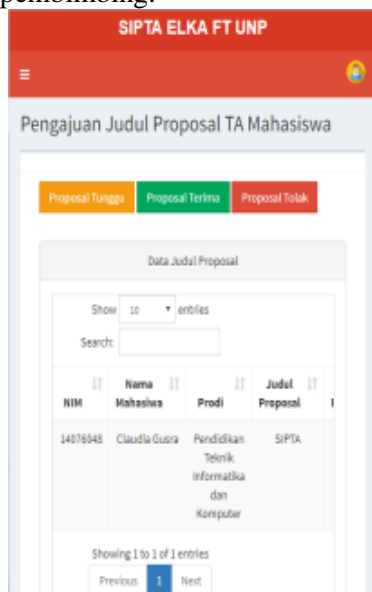 pembimbing.
SIPTA ELKA FT UNP
Pengajuan Judul Proposal TA Mahasiswa
Proposal Tunggu Proposal Terima Proposal Tolak
Data Judul Proposal
Show 10 entries
Search:
NIM Nama Mahasiwa Prodi Judul Proposal
14076048 Claudia Gusra Pendidikan Teknik Informatika dan Komputer SIPTA
Showing 1 to 1 of 1 entries
Previous 1 Next